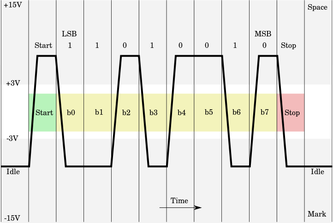 +15V
Space
LSB
MSB
Start 1 1 0 1 0 0 1 0 Stop
+3V
Start b0 b1 b2 b3 b4 b5 b6 b7 Stop
-3V
Idle Idle
Time
-15V
Mark